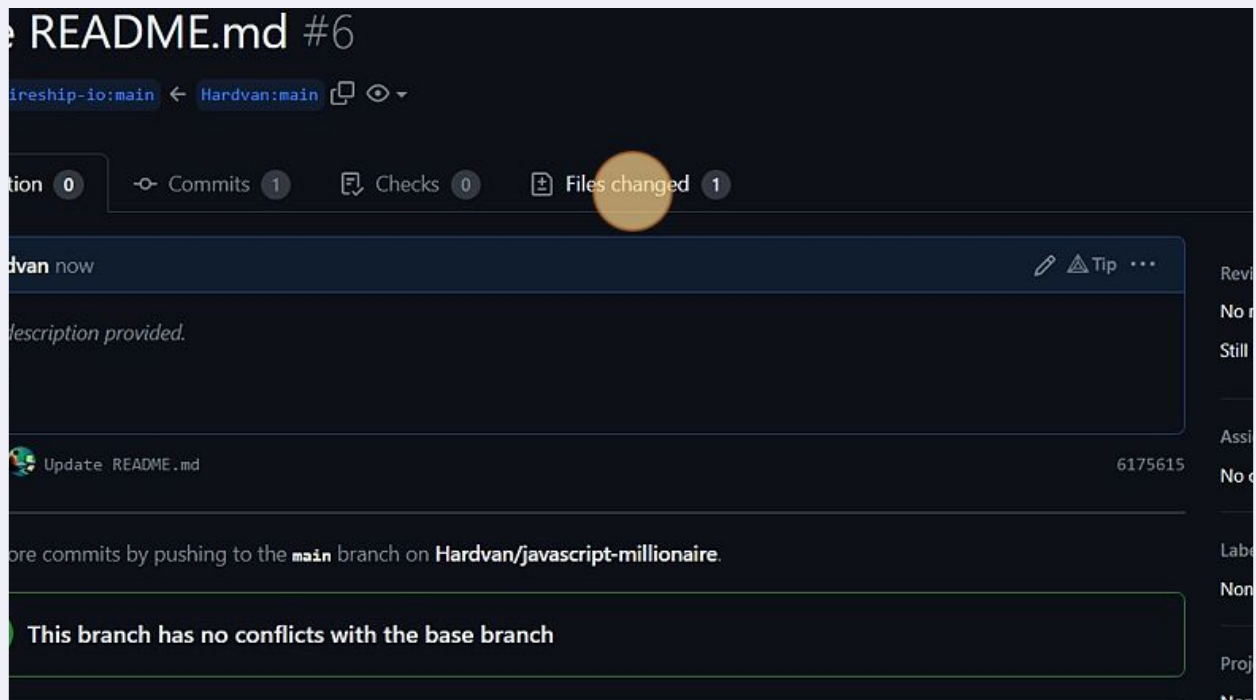 README.md #6
ireship-io:main ← Hardvan:main
tion 0 Commits 1 Checks 0 Files changed 1
dvan now Tip ...
description provided.
Update README.md 6175615
ore commits by pushing to the main branch on Hardvan/javascript-millionaire.
This branch has no conflicts with the base branch
Revi
No r
Still
Assi
No
Labe
Non
Proj